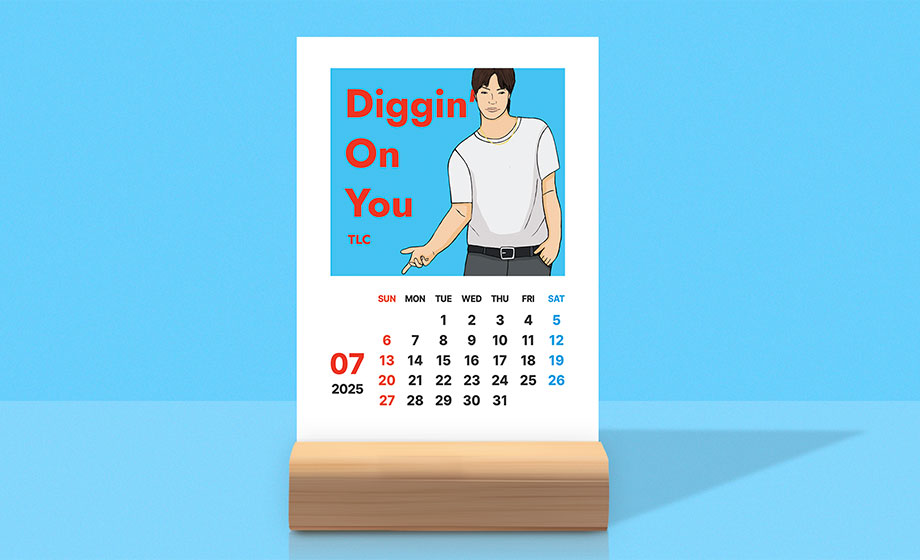 Diggin'
On
You
TLC
SUN MON TUE WED THU FRI SAT
1 2 3 4 5
6 7 8 9 10 11 12
07 13 14 15 16 17 18 19
2025 20 21 22 23 24 25 26
27 28 29 30 31